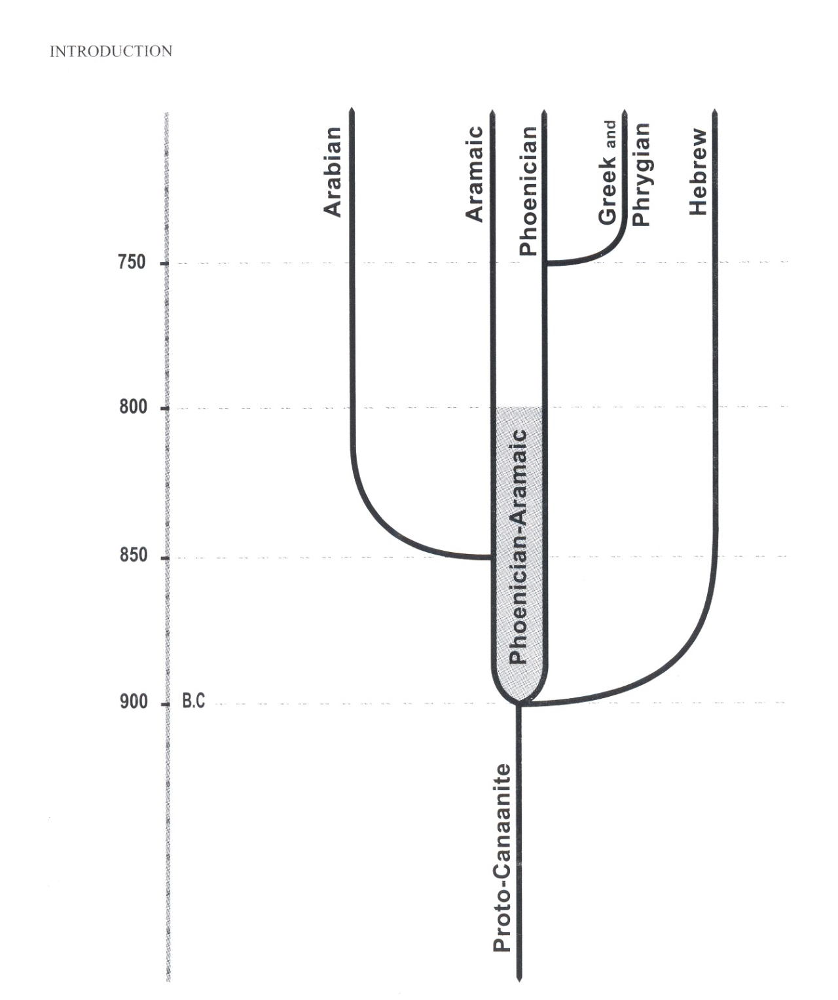 INTRODUCTION
Arabian
Aramaic
Phoenician
Greek and
Phrygian
Hebrew
750
800
Phoenician-Aramaic
850
900 B.C
Proto-Canaanite